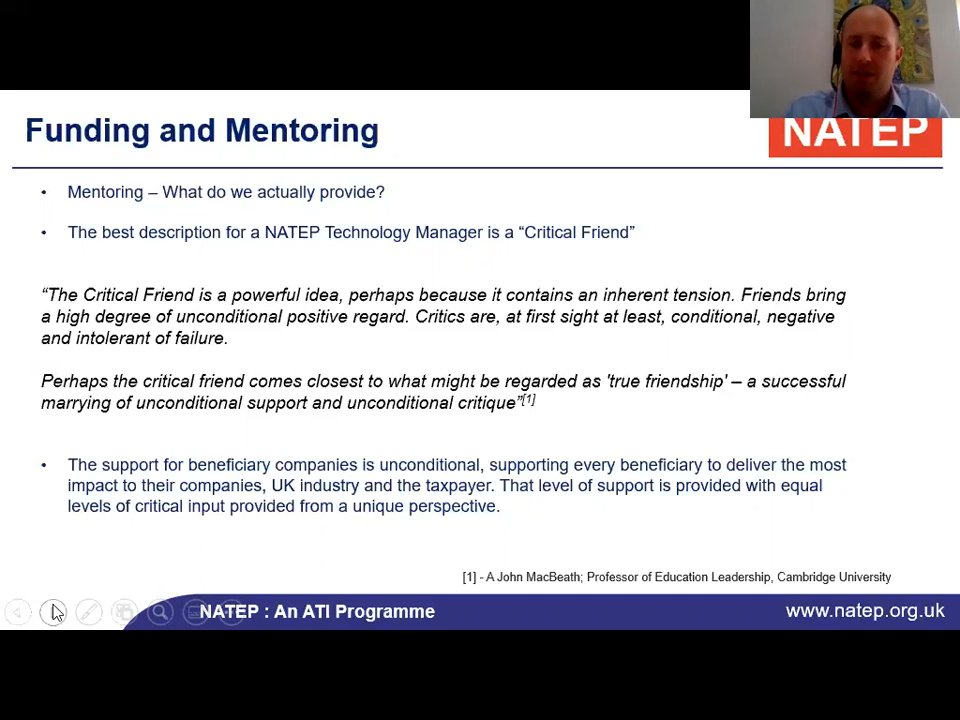 Funding and Mentoring
NATEP
• Mentoring – What do we actually provide?
• The best description for a NATEP Technology Manager is a “Critical Friend”
“The Critical Friend is a powerful idea, perhaps because it contains an inherent tension. Friends bring
a high degree of unconditional positive regard. Critics are, at first sight at least, conditional, negative
and intolerant of failure.
Perhaps the critical friend comes closest to what might be regarded as 'true friendship' – a successful
marrying of unconditional support and unconditional critique”[1]
• The support for beneficiary companies is unconditional, supporting every beneficiary to deliver the most
impact to their companies, UK industry and the taxpayer. That level of support is provided with equal
levels of critical input provided from a unique perspective.
[1] - A John MacBeath; Professor of Education Leadership, Cambridge University
NATEP : An ATI Programme
www.natep.org.uk